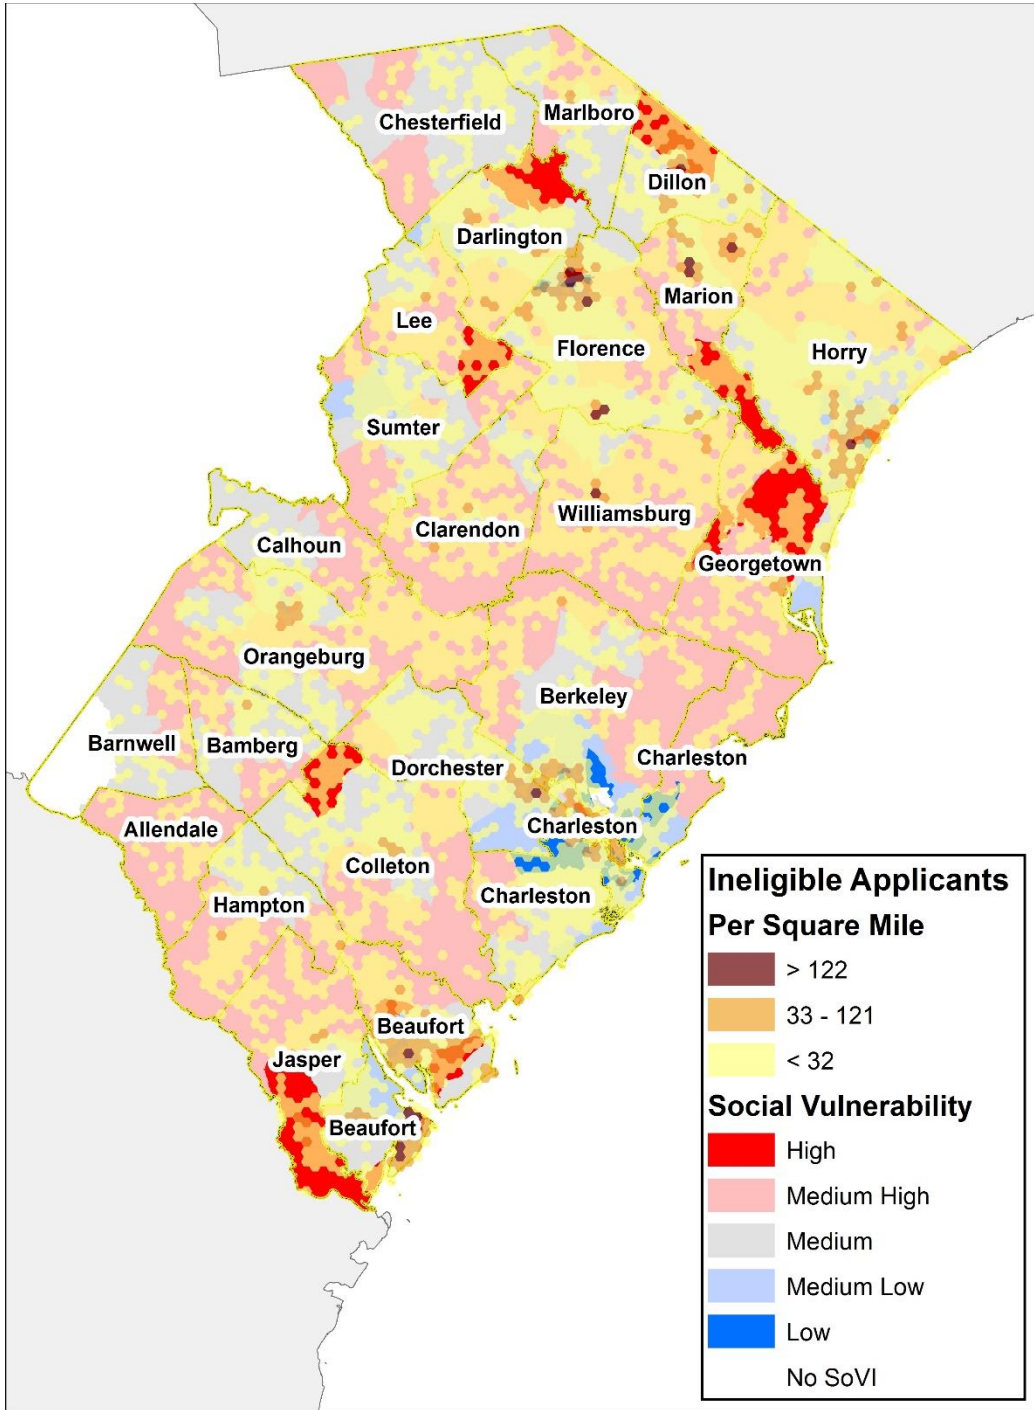 Chesterfield
Marlboro
Dillon
Darlington
Marion
Lee
Florence
Horry
Sumter
Clarendon
Williamsburg
Calhoun
Georgetown
Orangeburg
Berkeley
Barnwell
Bamberg
Dorchester
Charleston
Allendale
Charleston
Colleton
Hampton
Charleston
Beaufort
Jasper
Beaufort
Ineligible Applicants
Per Square Mile
> 122
33 - 121
< 32
Social Vulnerability
High
Medium High
Medium
Medium Low
Low
No SoVI